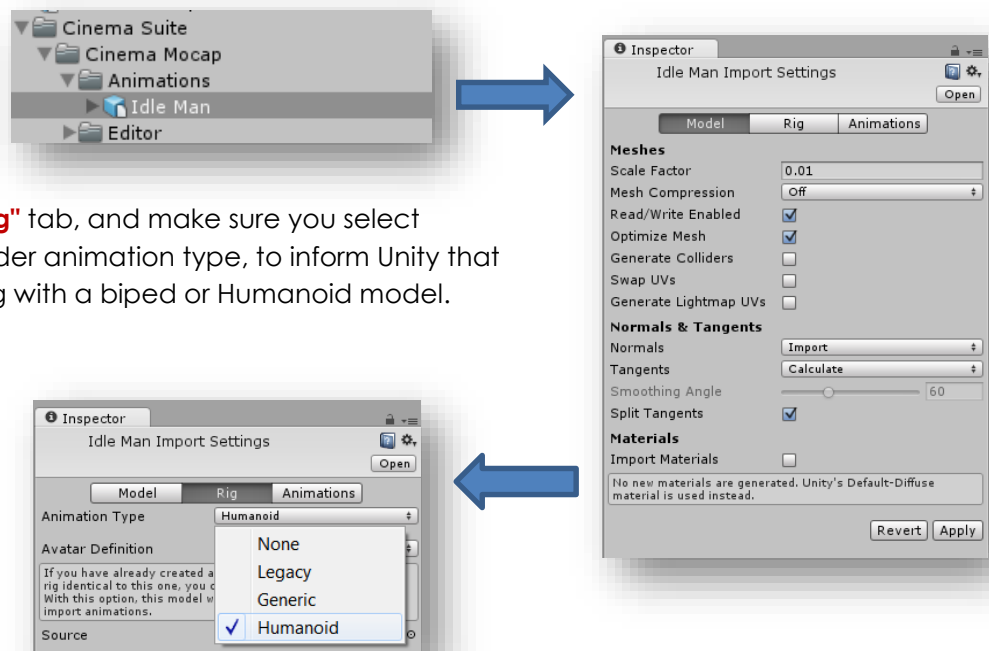 Cinema Suite
Cinema Mocap
Animations
Idle Man
Editor
g" tab, and make sure you select
der animation type, to inform Unity that
g with a biped or Humanoid model.
Inspector
Idle Man Import Settings
Open
Model Rig Animations
Meshes
Scale Factor 0.01
Mesh Compression Off
Read/Write Enabled
Optimize Mesh
Generate Colliders
Swap UVs
Generate Lightmap UVs
Normals & Tangents
Normals Import
Tangents Calculate
Smoothing Angle 60
Split Tangents
Materials
Import Materials
No new materials are generated. Unity's Default-Diffuse
material is used instead.
Revert Apply
Inspector
Idle Man Import Settings
Open
Model Rig Animations
Animation Type Humanoid
None
Avatar Definition
Legacy
If you have already created a
rig identical to this one, you c
With this option, this model w
import animations.
Generic
Source
Humanoid